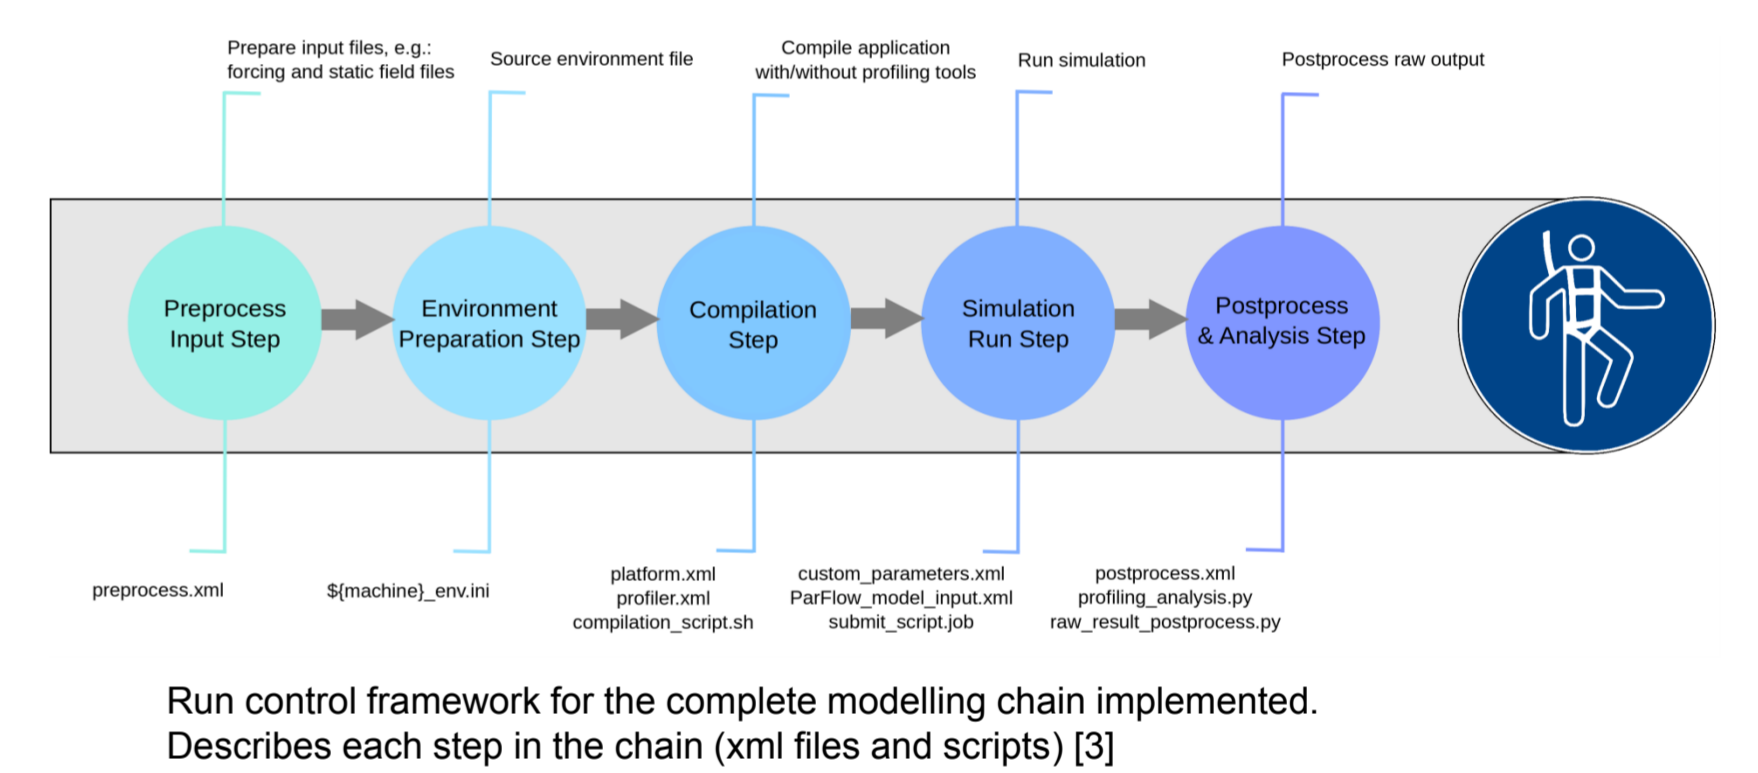 Prepare input files, e.g.:
forcing and static field files
Source environment file
Compile application
with/without profiling tools
Run simulation
Postprocess raw output
Preprocess
Input Step
Environment
Preparation Step
Compilation
Step
Simulation
Run Step
Postprocess
& Analysis Step
preprocess.xml
${machine}_env.ini
platform.xml
profiler.xml
compilation_script.sh
custom_parameters.xml
ParFlow_model_input.xml
submit_script.job
postprocess.xml
profiling_analysis.py
raw_result_postprocess.py
Run control framework for the complete modelling chain implemented.
Describes each step in the chain (xml files and scripts) [3]